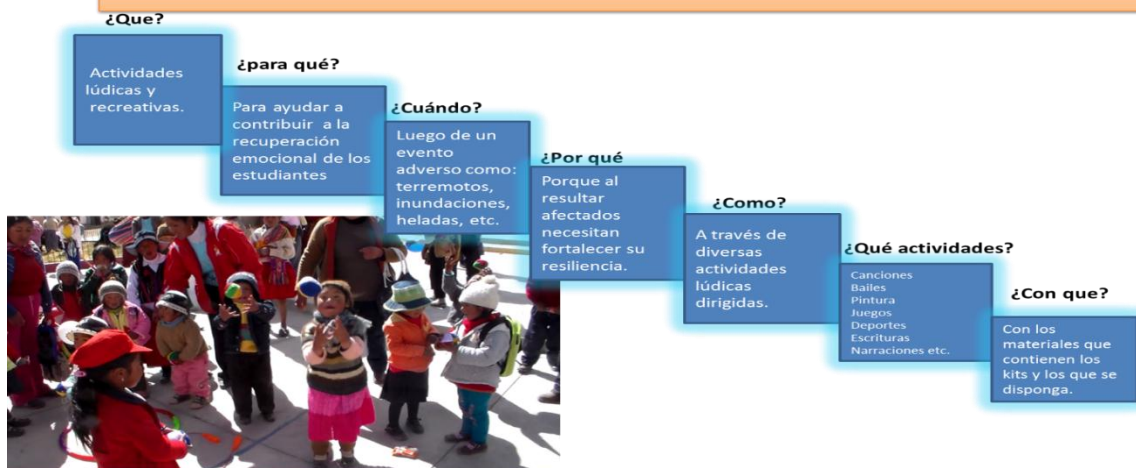 ¿Que?
Actividades
lúdicas y
recreativas.
¿para qué?
Para ayudar a
contribuir a la
recuperación
emocional de los
estudiantes
¿Cuándo?
Luego de un
evento
adverso como:
terremotos,
inundaciones,
heladas, etc.
¿Por qué
Porque al
resultar
afectados
necesitan
fortalecer su
resiliencia.
¿Como?
A través de
diversas
actividades
lúdicas
dirigidas.
¿Qué actividades?
Canciones
Bailes
Pintura
Juegos
Deportes
Escrituras
Narraciones etc.
¿Con que?
Con los
materiales que
contienen los
kits y los que se
disponga.